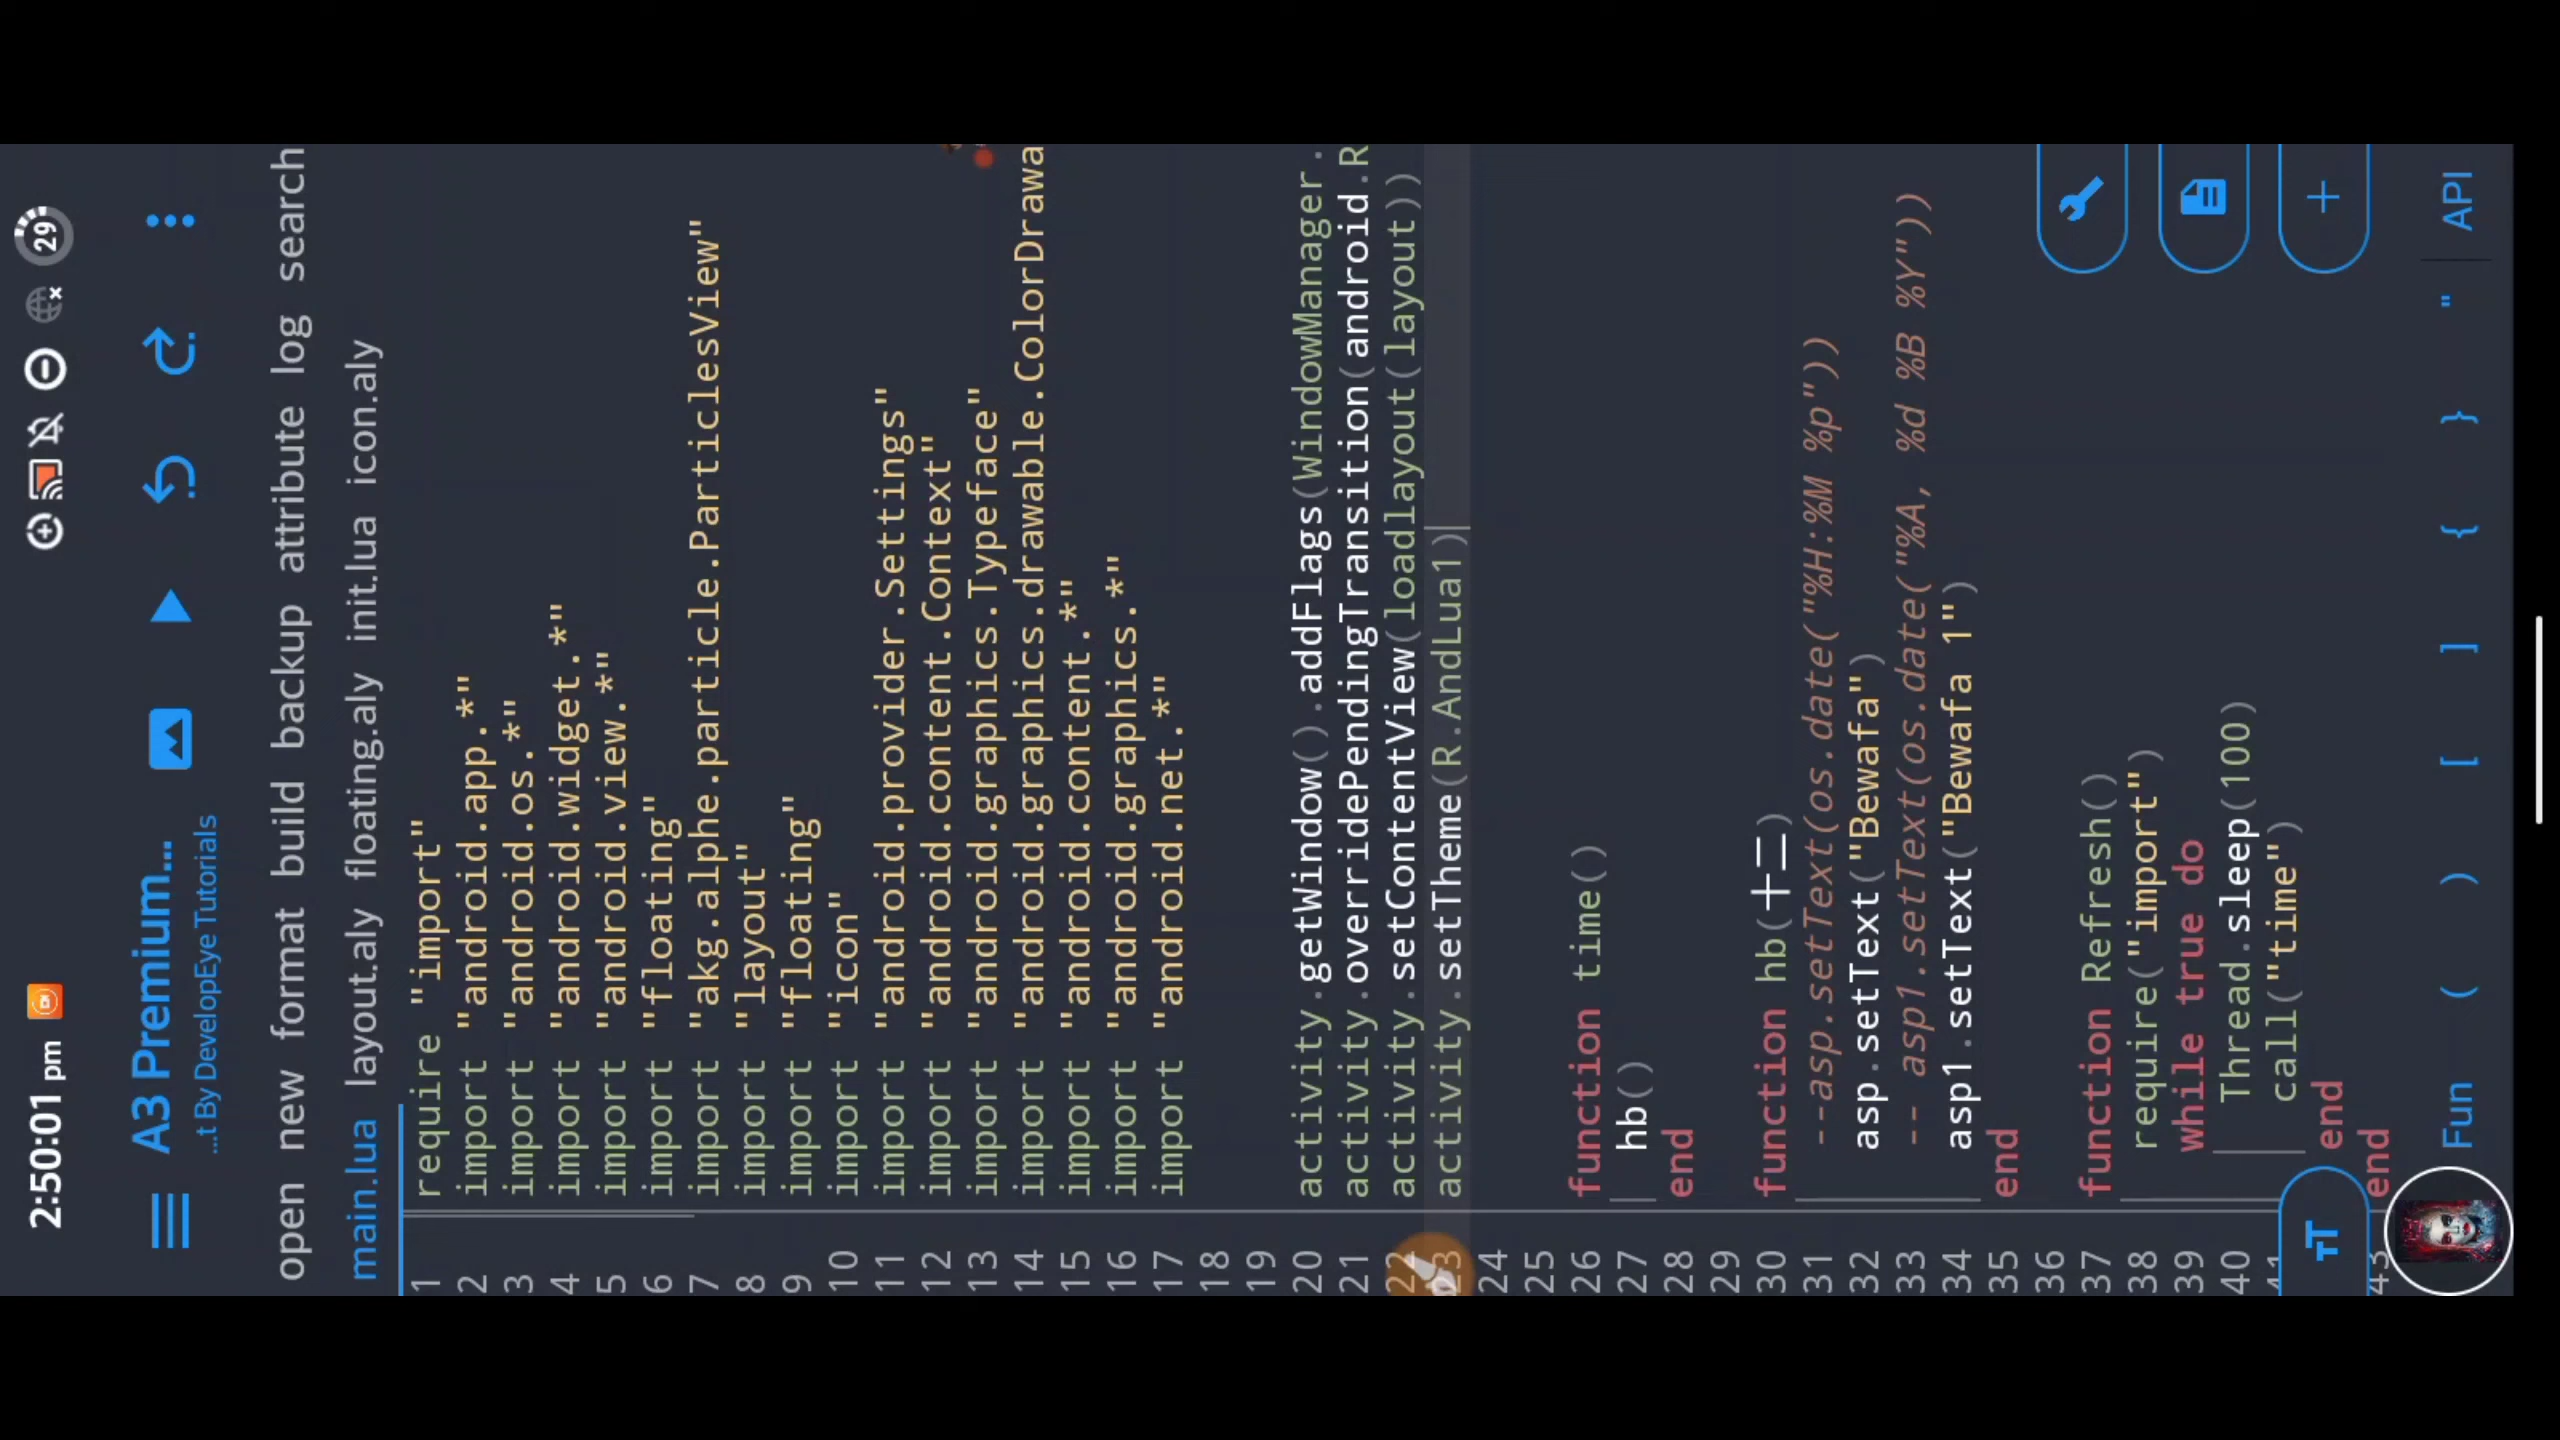 2:50:01 pm 29
A3 Premium...
...t By DevelopEye Tutorials
open new format build backup attribute log search
main.lua layout.aly floating.aly init.lua icon.aly
1 require "import"
2 import "android.app.*"
3 import "android.os.*"
4 import "android.widget.*"
5 import "android.view.*"
6 import "floating"
7 import "akg.alphe.particle.ParticlesView"
8 import "layout"
9 import "floating"
10 import "icon"
11 import "android.provider.Settings"
12 import "android.content.Context"
13 import "android.graphics.Typeface"
14 import "android.graphics.drawable.ColorDrawa
15 import "android.content.*"
16 import "android.graphics.*"
17 import "android.net.*"
18
19
20 activity.getWindow().addFlags(WindowManager.
21 activity.overridePendingTransition(android.R
22 activity.setContentView(loadlayout(layout))
23 activity.setTheme(R.AndLua1)
24
25
26 function time()
27 hb()
28 end
29
30 function hb(十二)
31 --asp.setText(os.date("%H:%M %p"))
32 asp.setText("Bewafa")
33 -- asp1.setText(os.date("%A, %d %B %Y"))
34 asp1.setText("Bewafa 1")
35 end
36
37 function Refresh()
38 require("import")
39 while true do
40 Thread.sleep(100)
41 call("time")
end
43 end
TT
Fun ( ) [ ] { } " API